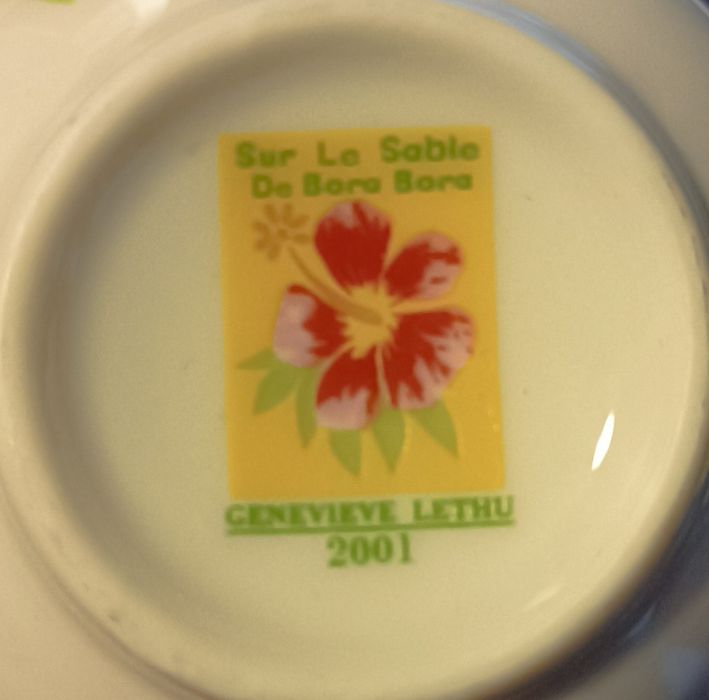 Sur Le Sable
De Bora Bora
GENEVIEVE LETHU
2001